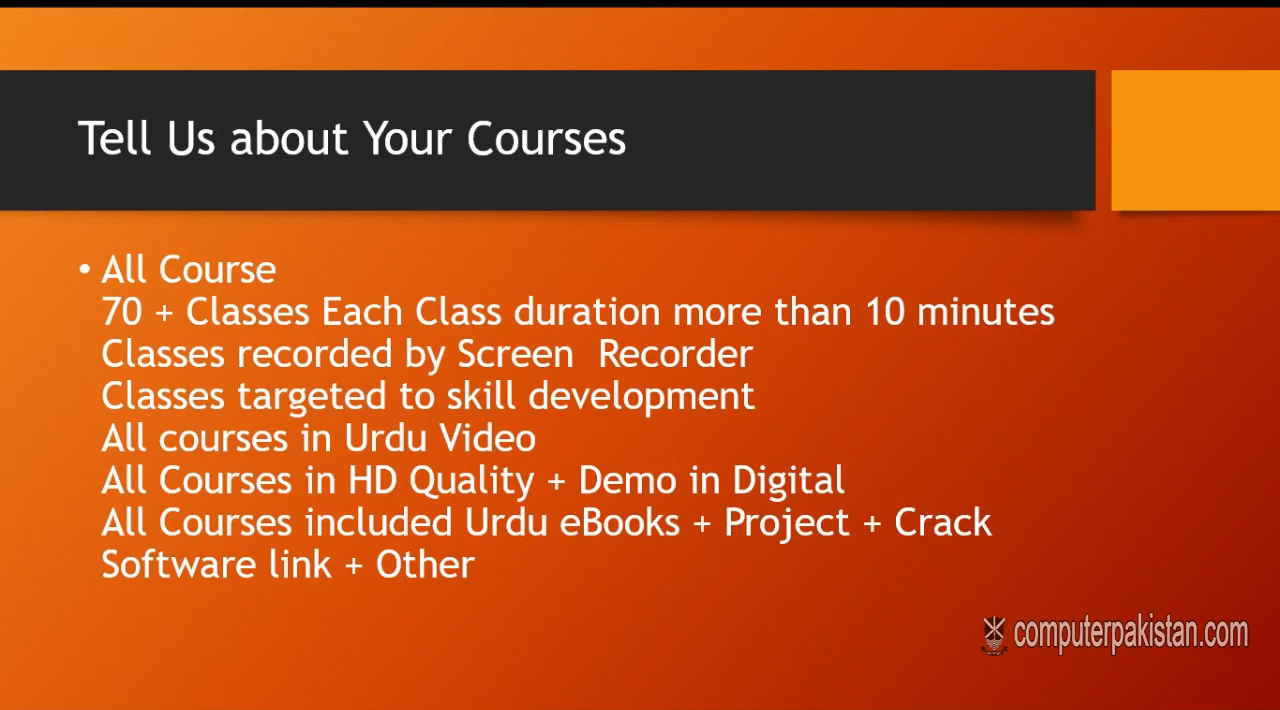 Tell Us about Your Courses
• All Course
70 + Classes Each Class duration more than 10 minutes
Classes recorded by Screen  Recorder
Classes targeted to skill development
All courses in Urdu Video
All Courses in HD Quality + Demo in Digital
All Courses included Urdu eBooks + Project + Crack
Software link + Other
computerpakistan.com